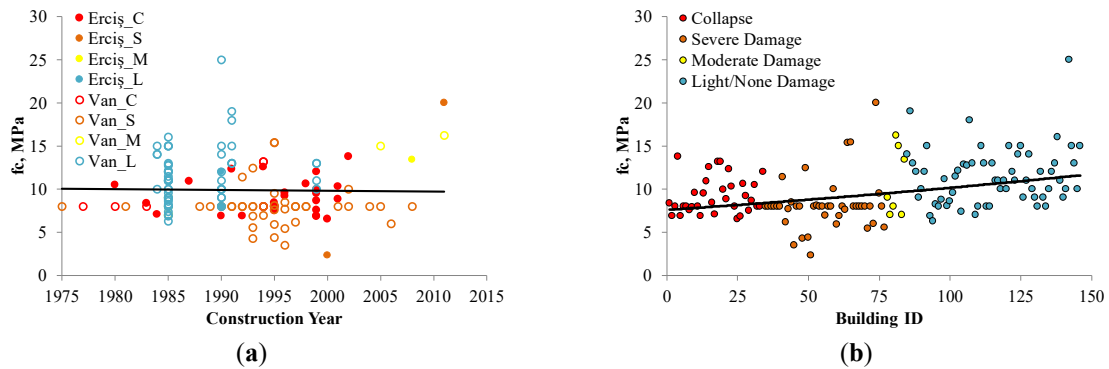 30
25
20
15
10
5
0
fc, MPa
Erciş_C
Erciş_S
Erciş_M
Erciş_L
Van_C
Van_S
Van_M
Van_L
1975 1980 1985 1990 1995 2000 2005 2010 2015
Construction Year
(a)
30
25
20
15
10
5
0
fc, MPa
Collapse
Severe Damage
Moderate Damage
Light/None Damage
0 25 50 75 100 125 150
Building ID
(b)